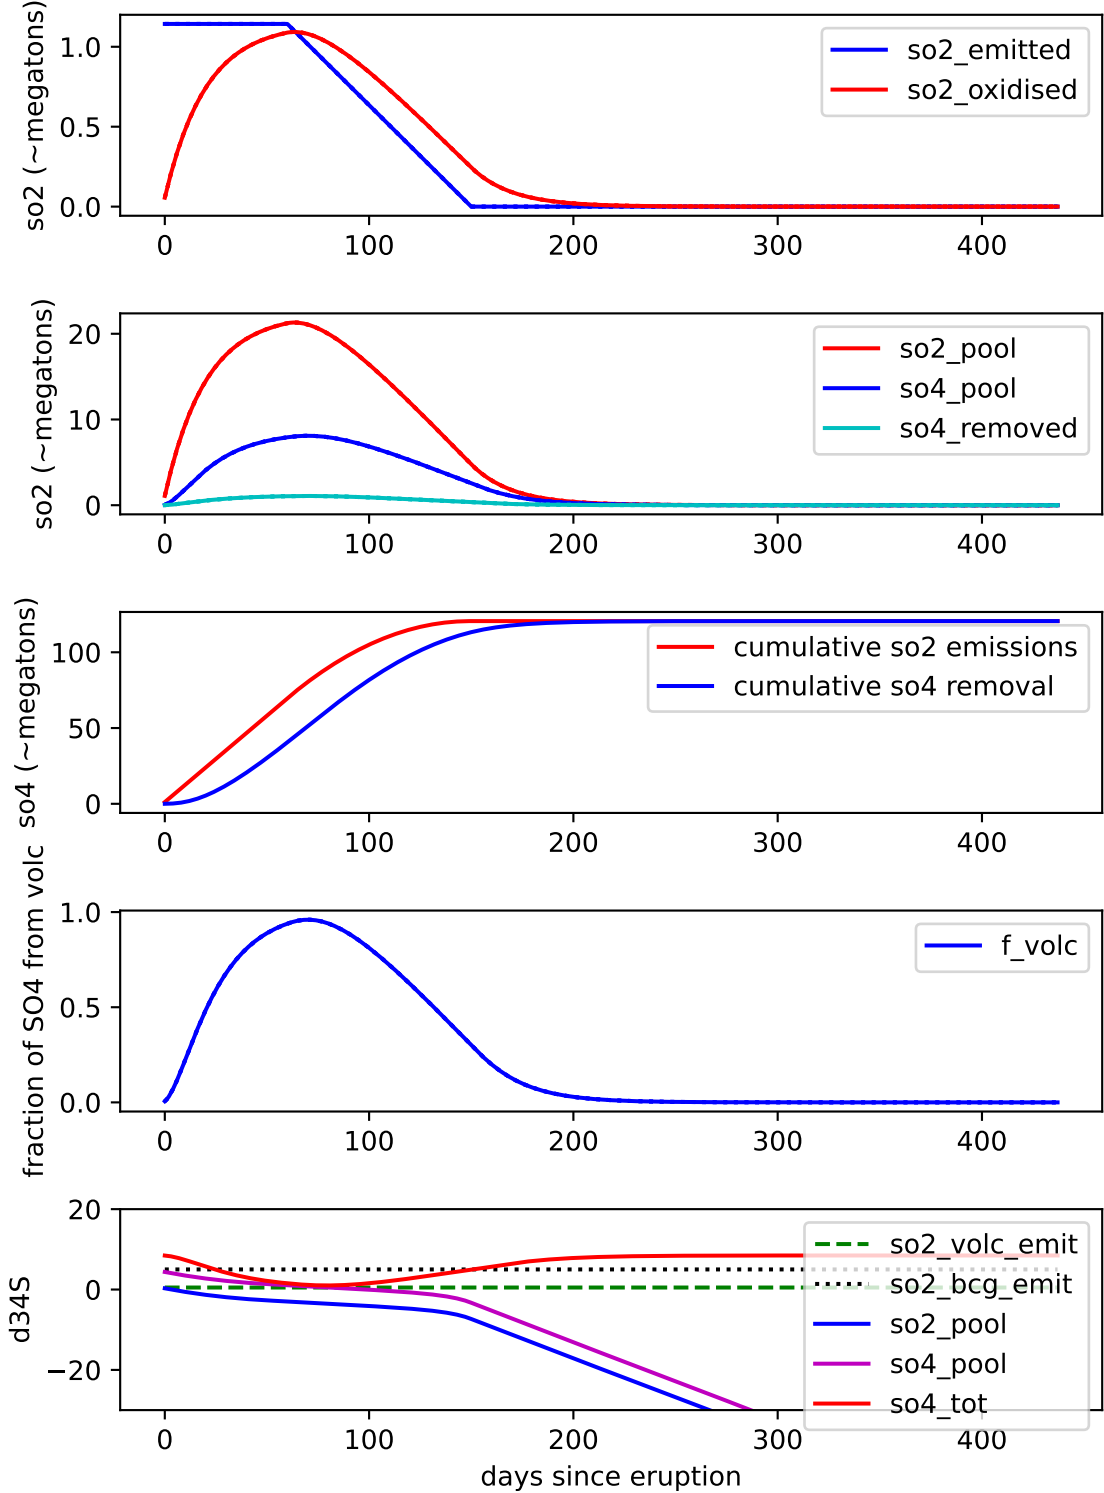 so2 (~megatons)
1.0
0.5
0.0
so2_emitted
so2_oxidised
0 100 200 300 400
so2 (~megatons)
20
10
0
so2_pool
so4_pool
so4_removed
0 100 200 300 400
so4 (~megatons)
100
50
0
cumulative so2 emissions
cumulative so4 removal
0 100 200 300 400
fraction of SO4 from volc
1.0
0.5
0.0
f_volc
0 100 200 300 400
d34S
20
0
−20
so2_volc_emit
so2_bcg_emit
so2_pool
so4_pool
so4_tot
0 100 200 300 400
days since eruption